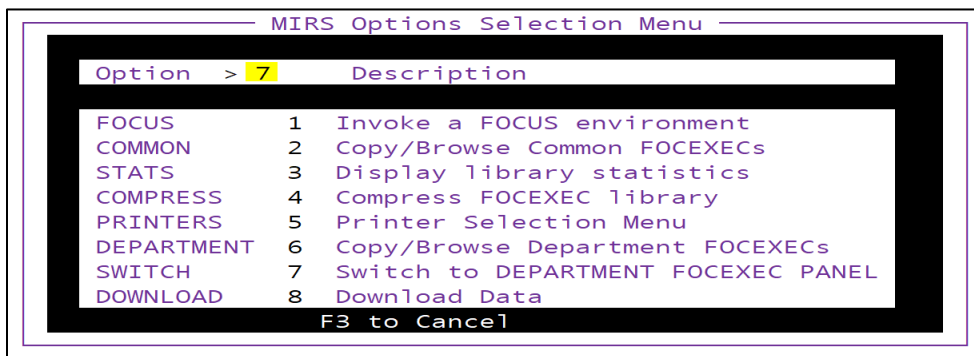 MIRS Options Selection Menu
Option > 7 Description
FOCUS 1 Invoke a FOCUS environment
COMMON 2 Copy/Browse Common FOCEXECs
STATS 3 Display library statistics
COMPRESS 4 Compress FOCEXEC library
PRINTERS 5 Printer Selection Menu
DEPARTMENT 6 Copy/Browse Department FOCEXECs
SWITCH 7 Switch to DEPARTMENT FOCEXEC PANEL
DOWNLOAD 8 Download Data
F3 to Cancel